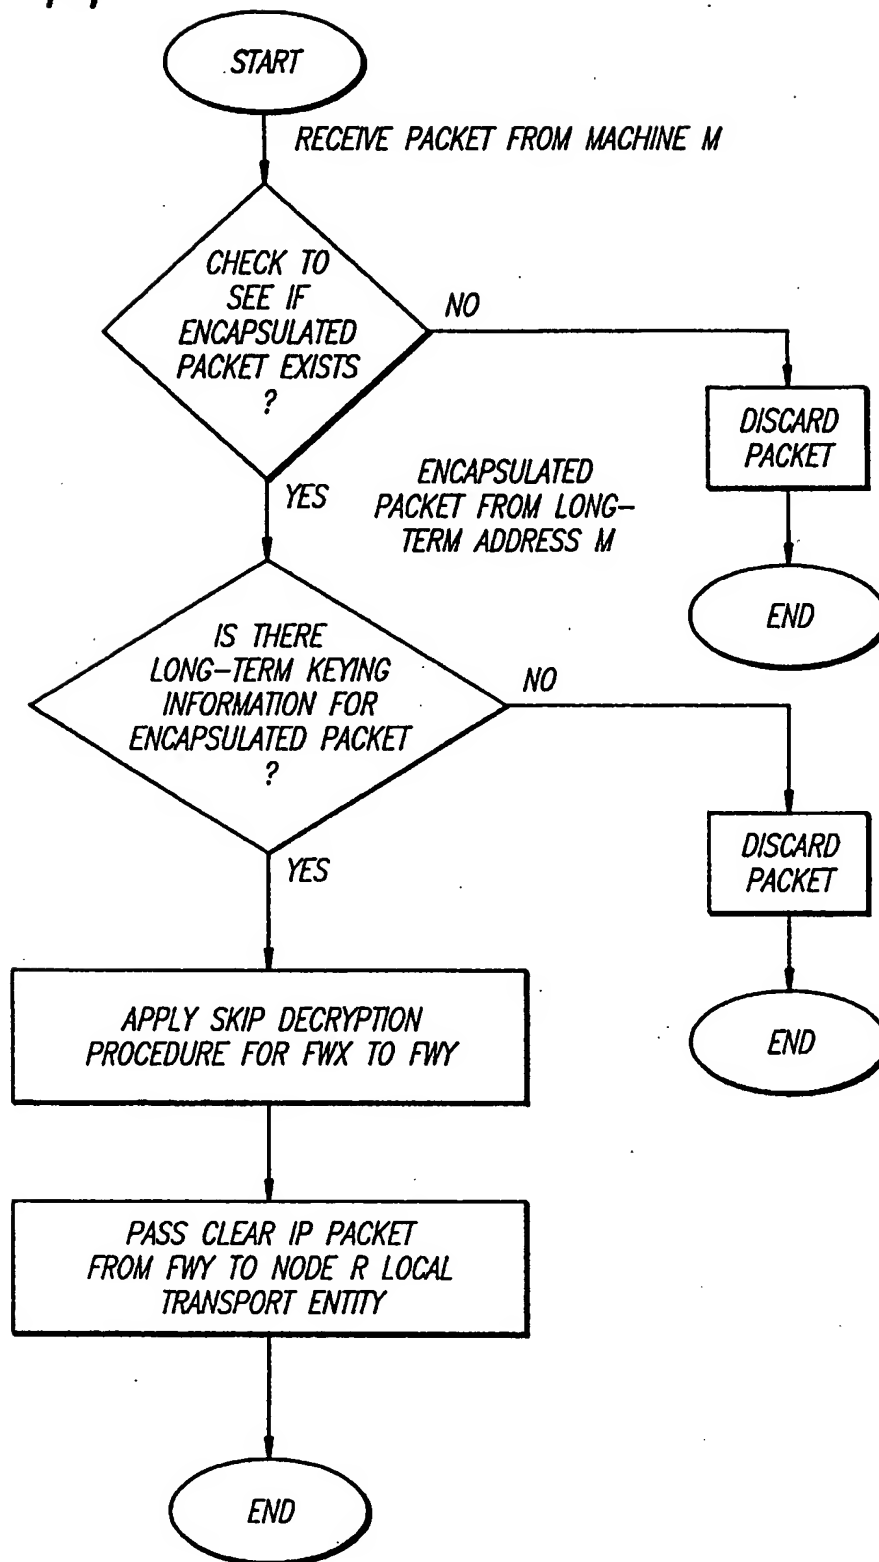 START
RECEIVE PACKET FROM MACHINE M
CHECK TO
SEE IF
ENCAPSULATED
PACKET EXISTS
?
NO
DISCARD
PACKET
END
YES
ENCAPSULATED
PACKET FROM LONG-
TERM ADDRESS M
IS THERE
LONG-TERM KEYING
INFORMATION FOR
ENCAPSULATED PACKET
?
NO
DISCARD
PACKET
END
YES
APPLY SKIP DECRYPTION
PROCEDURE FOR FWX TO FWY
PASS CLEAR IP PACKET
FROM FWY TO NODE R LOCAL
TRANSPORT ENTITY
END